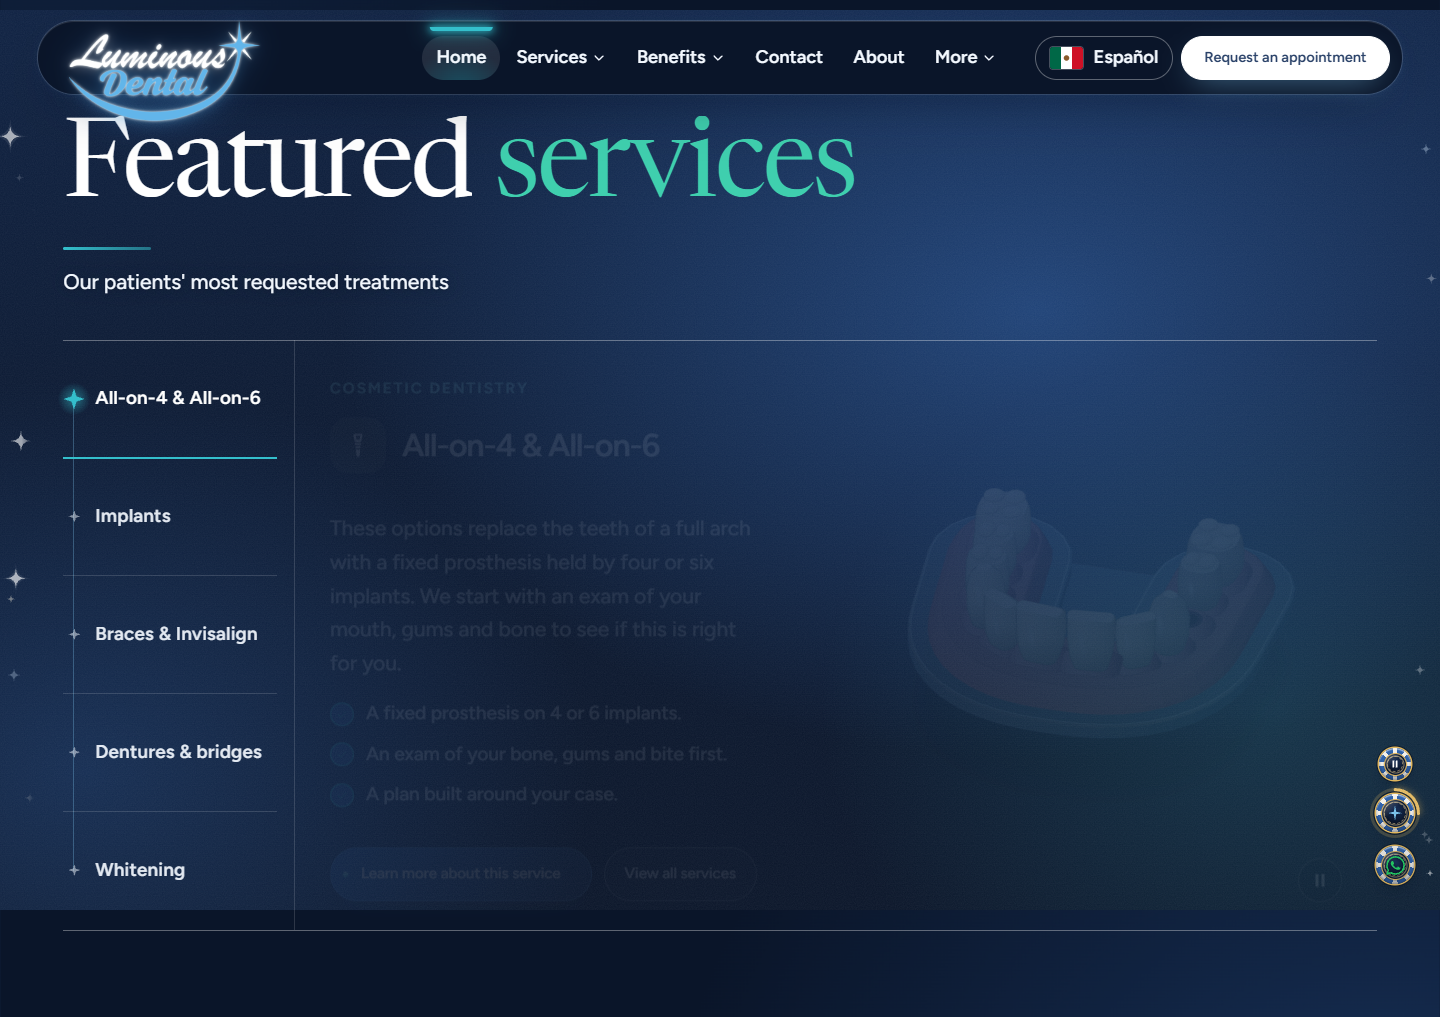 Luminous
Dental
Home
Services
Benefits
Contact
About
More
Español
Request an appointment
Featured services
Our patients' most requested treatments
All-on-4 & All-on-6
Implants
Braces & Invisalign
Dentures & bridges
Whitening
COSMETIC DENTISTRY
All-on-4 & All-on-6
These options replace the teeth of a full arch
with a fixed prosthesis held by four or six
implants. We start with an exam of your
mouth, gums and bone to see if this is right
for you.
A fixed prosthesis on 4 or 6 implants.
An exam of your bone, gums and bite first.
A plan built around your case.
Learn more about this service
View all services